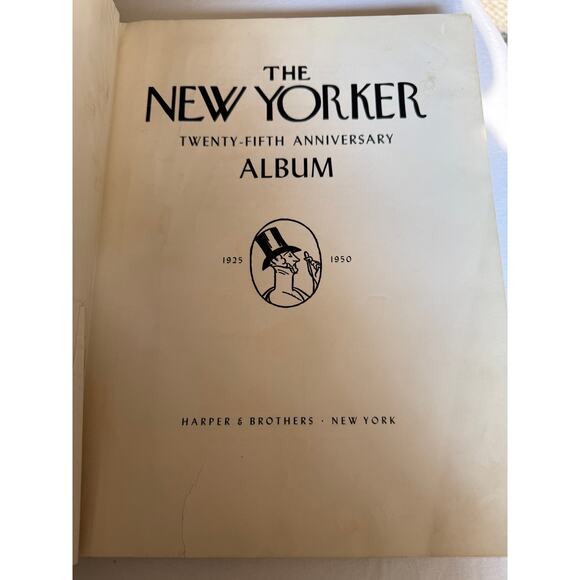 THE
NEW YORKER
TWENTY-FIFTH ANNIVERSARY
ALBUM
1925 1950
HARPER & BROTHERS · NEW YORK